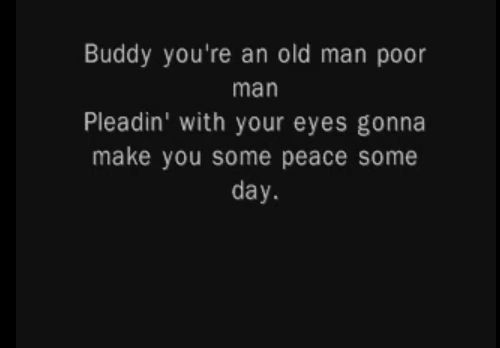 Buddy you're an old man poor
man
Pleadin' with your eyes gonna
make you some peace some
day.